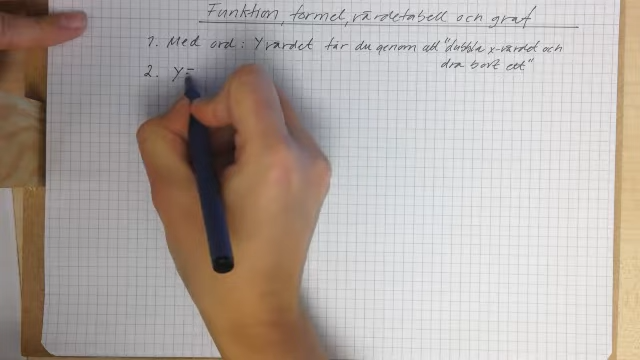 Funktion formel, värdetabell och graf
1. Med ord: Y värdet får du genom att "dubbla x-värdet och
dra bort ett"
2. Y=